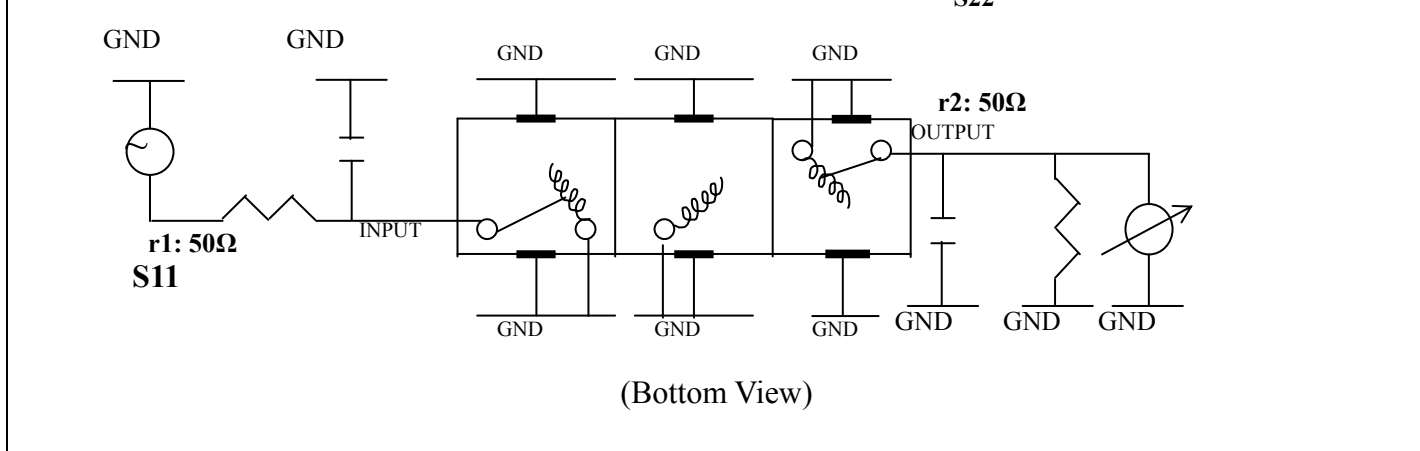 S22
GND
GND
GND
GND
GND
r2: 50Ω
OUTPUT
INPUT
r1: 50Ω
S11
GND
GND
GND
GND
GND
GND
(Bottom View)